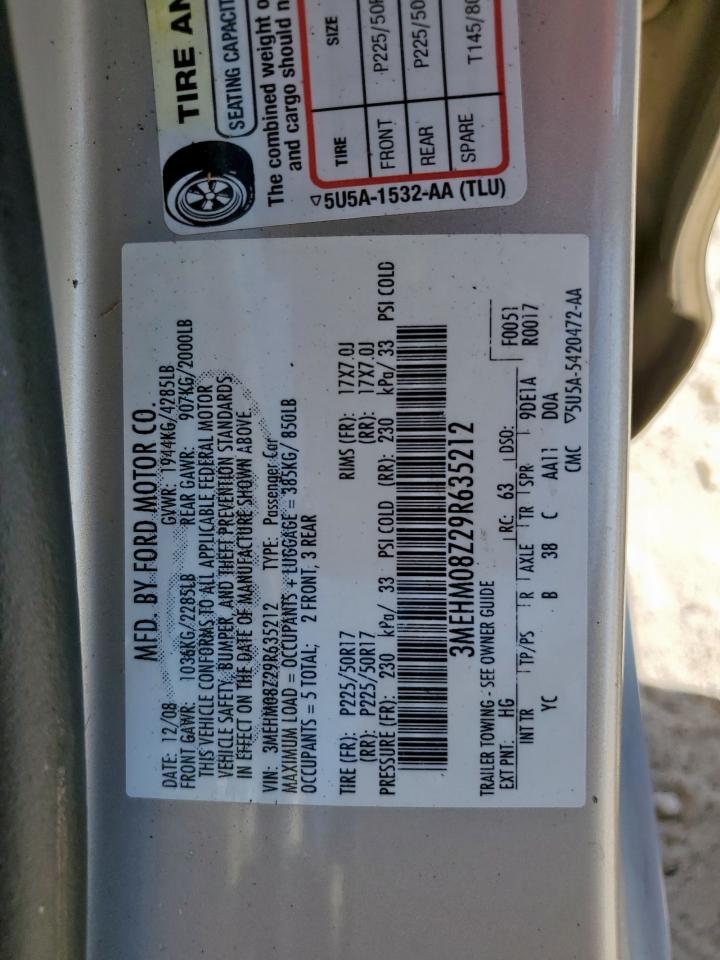 TIRE AN
SEATING CAPACIT
The combined weight o
and cargo should n
TIRE SIZE
FRONT P225/50R
REAR P225/50
SPARE T145/80
5U5A-1532-AA (TLU)
MFD. BY FORD MOTOR CO.
DATE: 12/08 GVWR: 1944KG/4285LB
FRONT GAWR: 1036KG/2285LB REAR GAWR: 907KG/2000LB
THIS VEHICLE CONFORMS TO ALL APPLICABLE FEDERAL MOTOR
VEHICLE SAFETY, BUMPER, AND THEFT PREVENTION STANDARDS
IN EFFECT ON THE DATE OF MANUFACTURE SHOWN ABOVE
VIN: 3MEHM08Z29R635212 TYPE: Passenger Car
MAXIMUM LOAD = OCCUPANTS + LUGGAGE = 385KG/ 850LB
OCCUPANTS = 5 TOTAL; 2 FRONT, 3 REAR
TIRE (FR): P225/50R17 RIMS (FR): 17X7.0J
(RR): P225/50R17 (RR): 17X7.0J
PRESSURE (FR): 230 kPa/ 33 PSI COLD (RR): 230 kPa/ 33 PSI COLD
3MEHM08Z29R635212
TRAILER TOWING - SEE OWNER GUIDE F0051
EXT PNT: HG RC: 63 DSO: R0017
INT TR TP/PS R AXLE TR SPR 9DE1A
YC B 38 C AA11 D0A
CMC 5U5A-5420472-AA